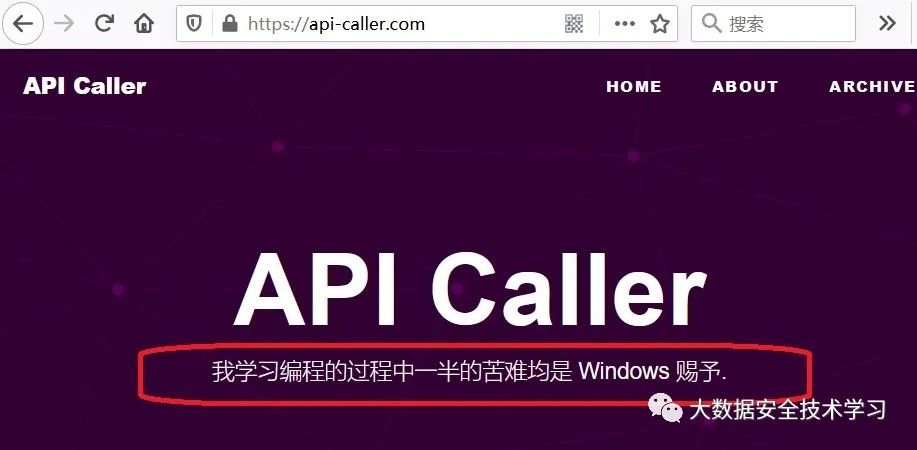 https://api-caller.com
搜索
API Caller
HOME ABOUT ARCHIVE
API Caller
我学习编程的过程中一半的苦难均是 Windows 赐予.
大数据安全技术学习